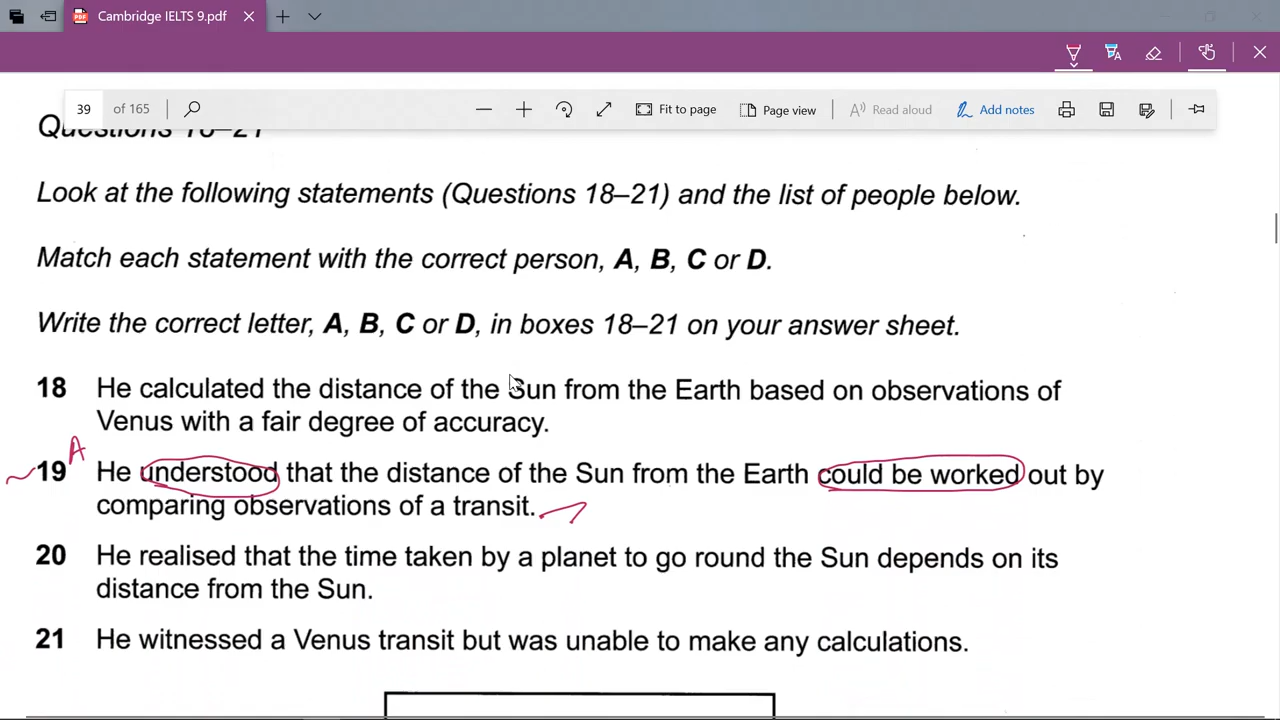 Cambridge IELTS 9.pdf
39 of 165
Fit to page
Page view
Read aloud
Add notes
Questions 18–21
Look at the following statements (Questions 18–21) and the list of people below.
Match each statement with the correct person, A, B, C or D.
Write the correct letter, A, B, C or D, in boxes 18–21 on your answer sheet.
18 He calculated the distance of the Sun from the Earth based on observations of
Venus with a fair degree of accuracy.
A
19 He understood that the distance of the Sun from the Earth could be worked out by
comparing observations of a transit.
20 He realised that the time taken by a planet to go round the Sun depends on its
distance from the Sun.
21 He witnessed a Venus transit but was unable to make any calculations.